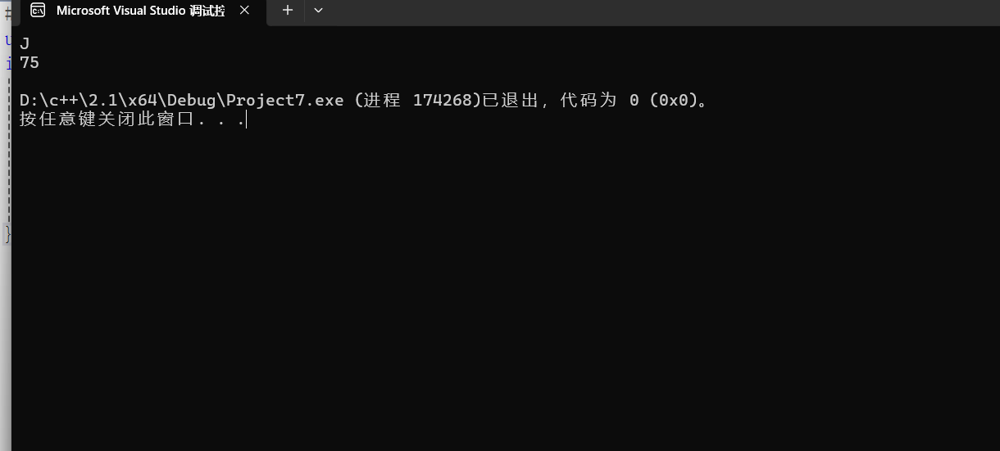 Microsoft Visual Studio 调试控
J
75
D:\c++\2.1\x64\Debug\Project7.exe (进程 174268)已退出，代码为 0 (0x0)。
按任意键关闭此窗口. . .
#
u
i
}